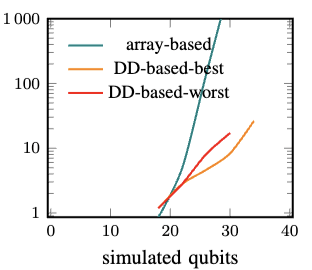 1 000
array-based
DD-based-best
100
DD-based-worst
10
1
0 10 20 30 40
simulated qubits